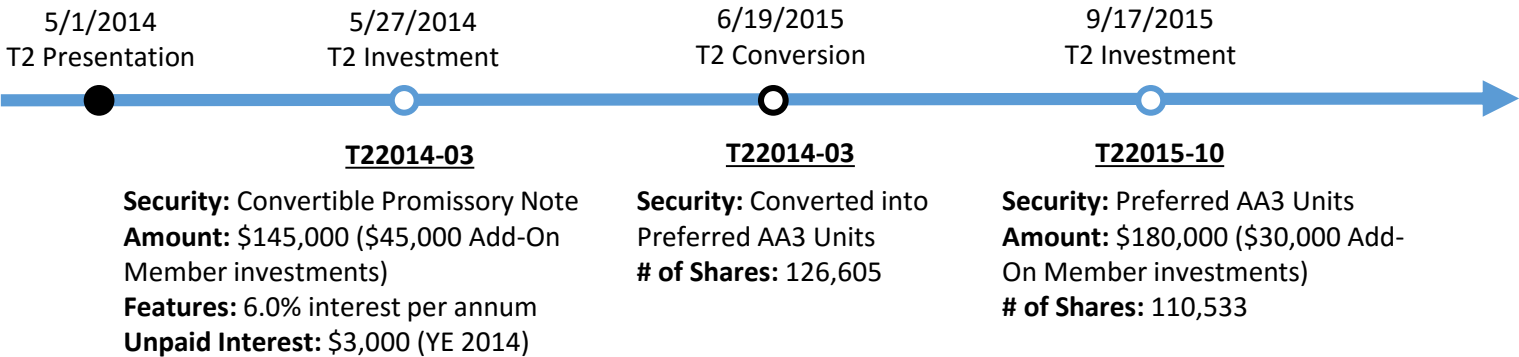 5/1/2014
T2 Presentation
5/27/2014
T2 Investment
6/19/2015
T2 Conversion
9/17/2015
T2 Investment
T22014-03
Security: Convertible Promissory Note
Amount: $145,000 ($45,000 Add-On
Member investments)
Features: 6.0% interest per annum
Unpaid Interest: $3,000 (YE 2014)
T22014-03
Security: Converted into
Preferred AA3 Units
# of Shares: 126,605
T22015-10
Security: Preferred AA3 Units
Amount: $180,000 ($30,000 Add-
On Member investments)
# of Shares: 110,533